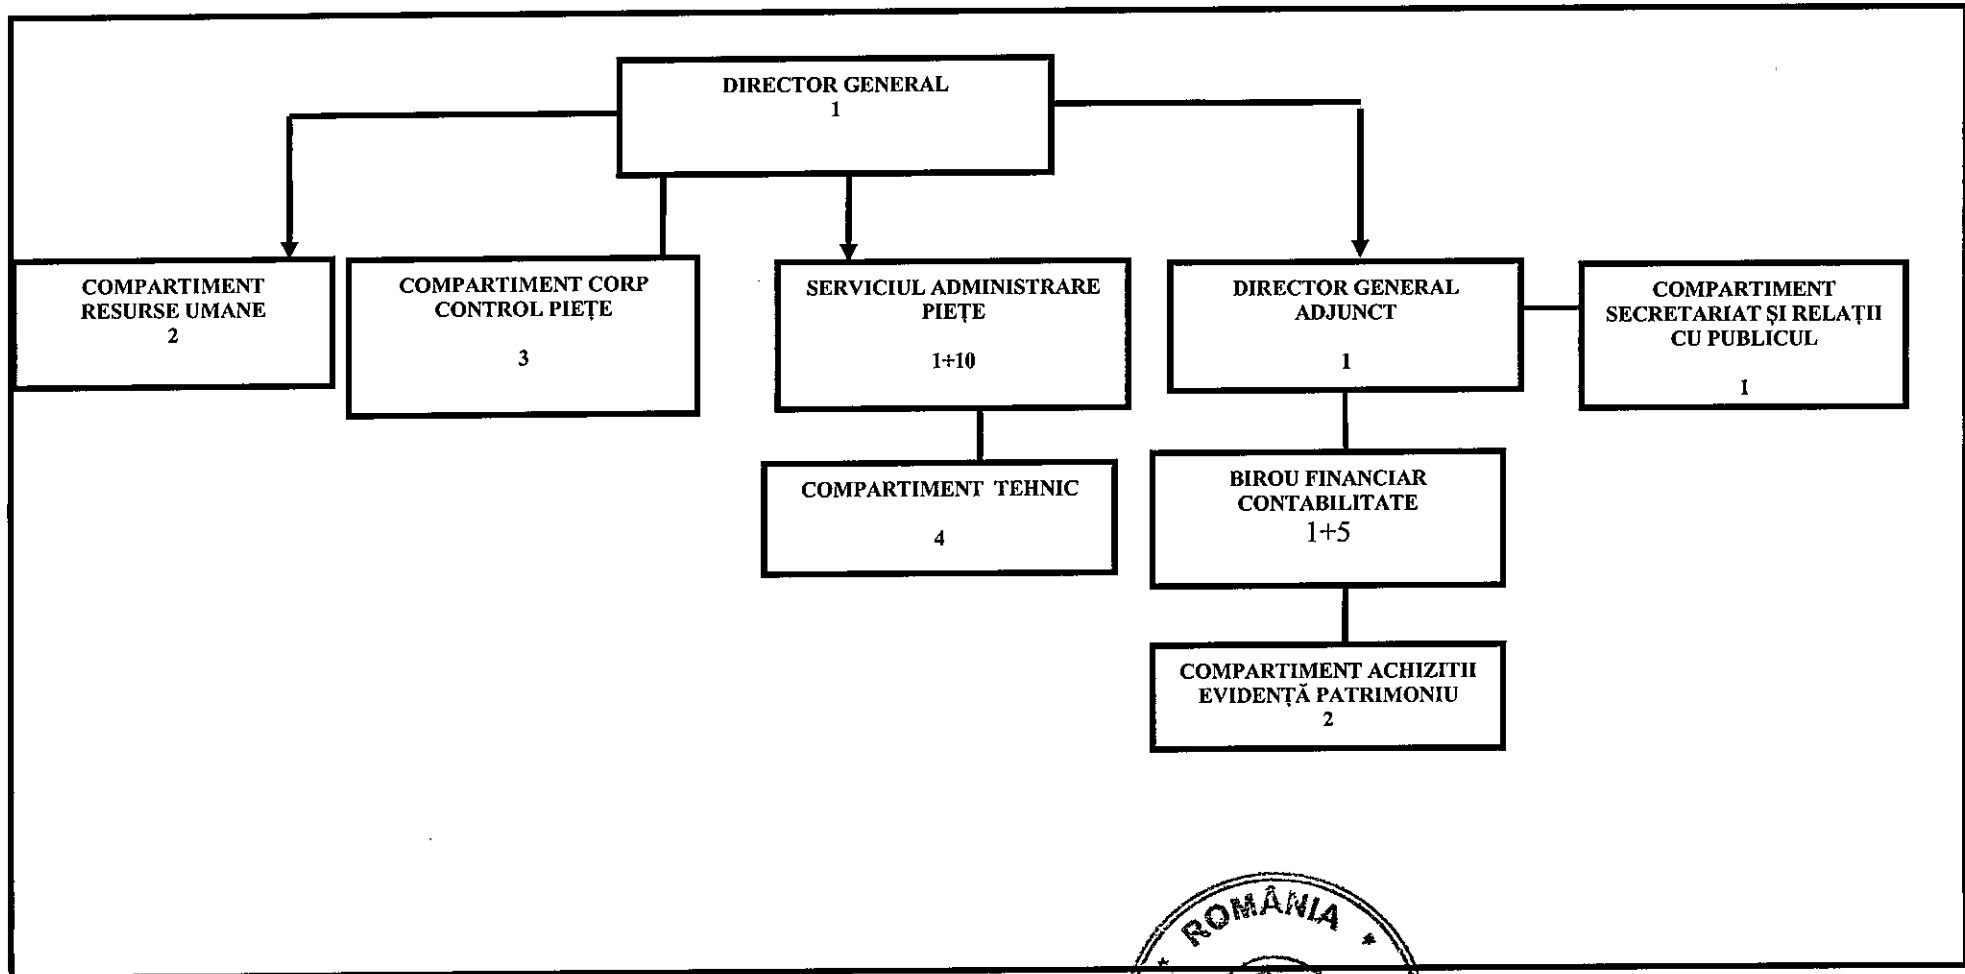 DIRECTOR GENERAL
1
COMPARTIMENT
RESURSE UMANE
2
COMPARTIMENT CORP
CONTROL PIEȚE
3
SERVICIUL ADMINISTRARE
PIEȚE
1+10
DIRECTOR GENERAL
ADJUNCT
1
COMPARTIMENT
SECRETARIAT ȘI RELAȚII
CU PUBLICUL
1
COMPARTIMENT TEHNIC
4
BIROU FINANCIAR
CONTABILITATE
1+5
COMPARTIMENT ACHIZITII
EVIDENȚĂ PATRIMONIU
2
* ROMÂNIA *